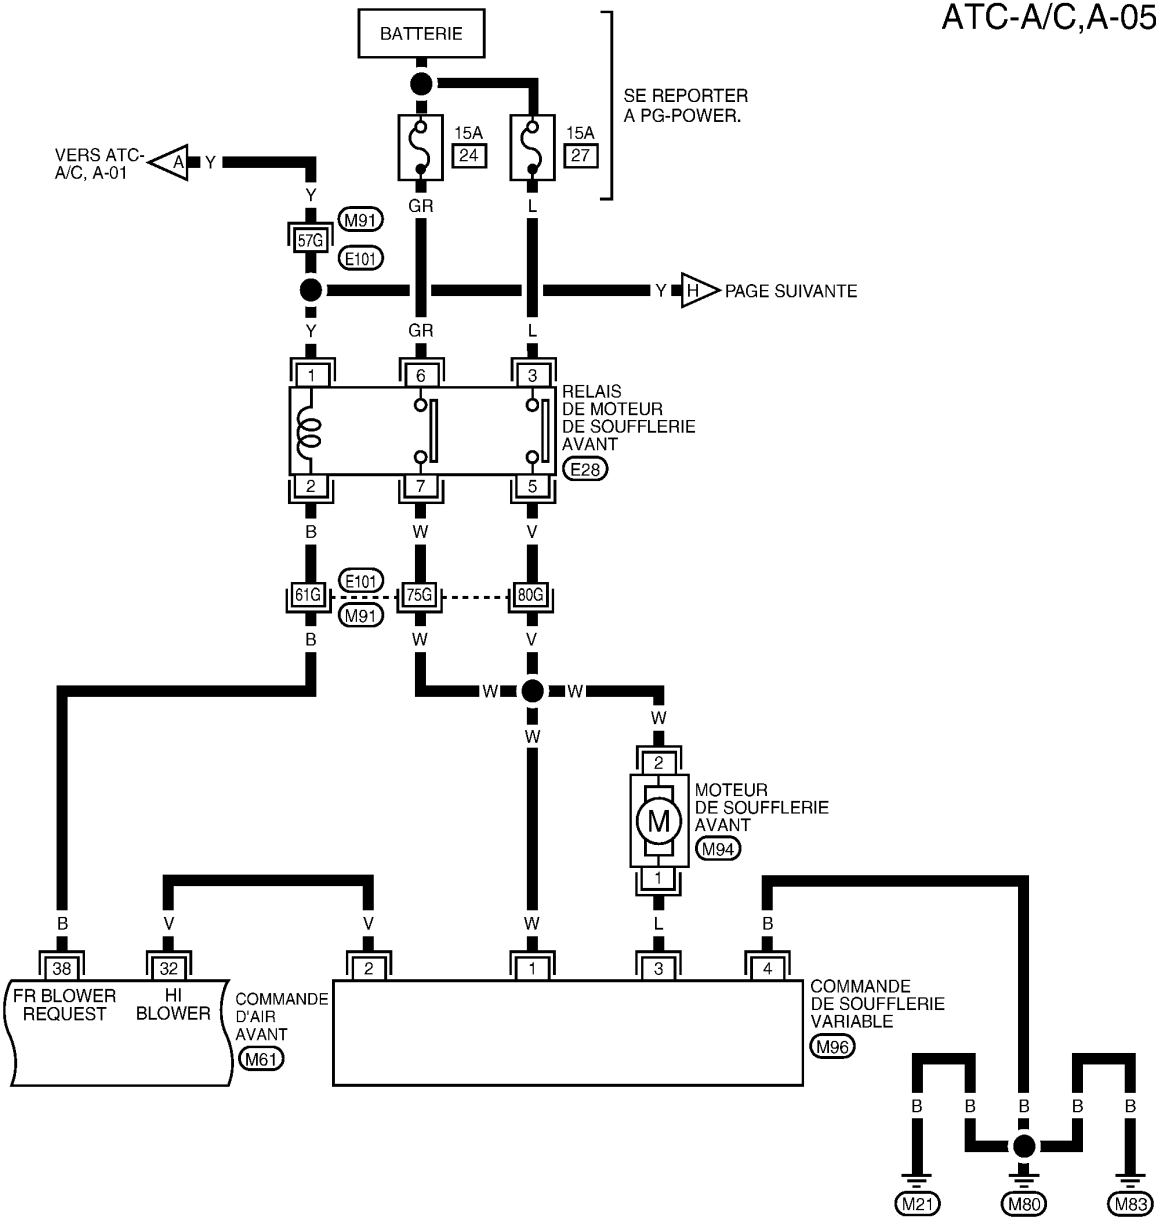 ATC-A/C,A-05
BATTERIE
SE REPORTER
A PG-POWER.
15A
24
15A
27
VERS ATC-
A/C, A-01
A
Y
GR
L
Y
M91
57G
E101
Y
H
PAGE SUIVANTE
Y
GR
L
1
6
3
RELAIS
DE MOTEUR
DE SOUFFLERIE
AVANT
E28
2
7
5
B
W
V
61G
E101
M91
75G
80G
B
W
V
W
W
W
W
2
MOTEUR
DE SOUFFLERIE
AVANT
M94
M
1
B
V
V
W
L
B
38
32
2
1
3
4
FR BLOWER
REQUEST
HI
BLOWER
COMMANDE
D'AIR
AVANT
M61
COMMANDE
DE SOUFFLERIE
VARIABLE
M96
B
B
B
B
B
M21
M80
M83